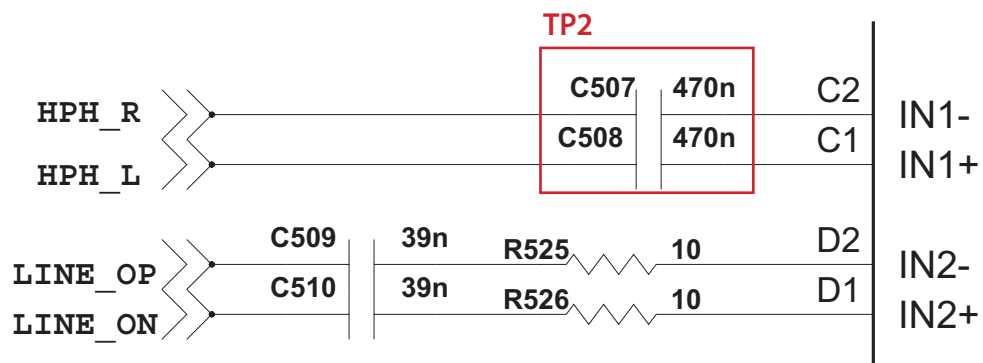 TP2
C507 470n C2
HPH_R IN1-
C508 470n C1
HPH_L IN1+
C509 39n R525 10 D2
LINE_OP IN2-
C510 39n R526 10 D1
LINE_ON IN2+